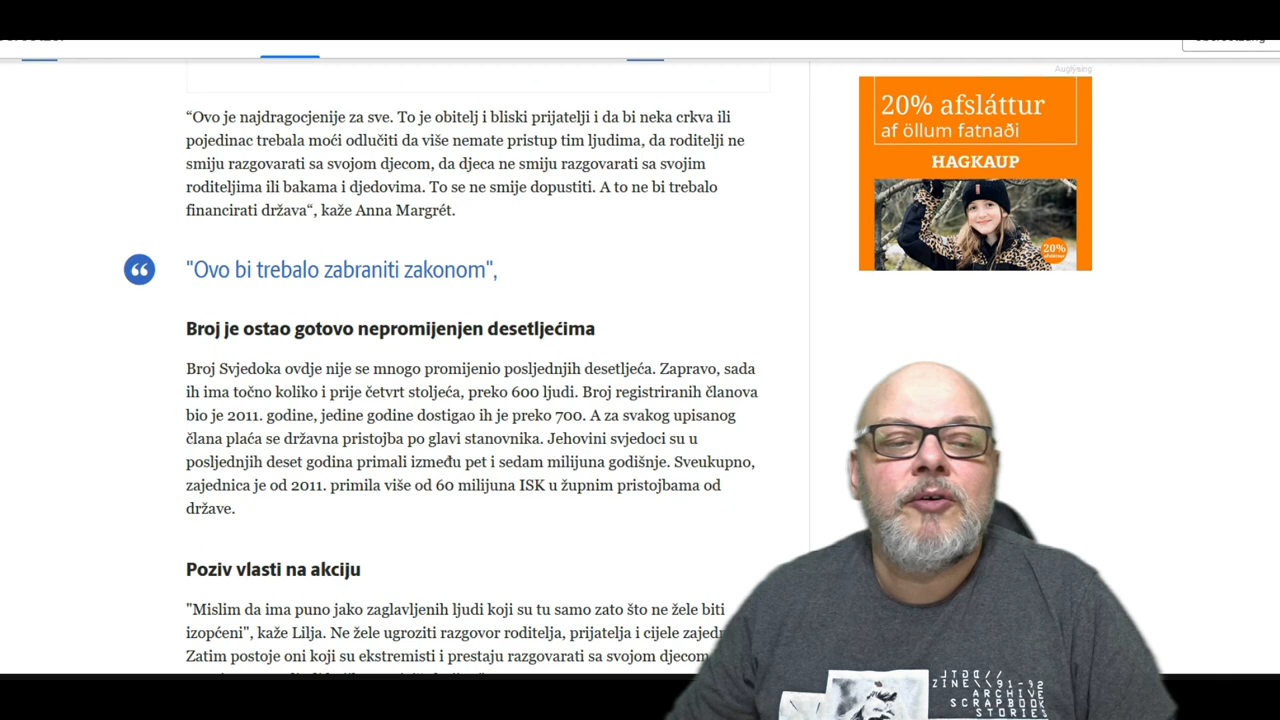 Auglýsing
20% afsláttur
af öllum fatnaði
HAGKAUP
20%
afsláttur
“Ovo je najdragocjenije za sve. To je obitelj i bliski prijatelji i da bi neka crkva ili
pojedinac trebala moći odlučiti da više nemate pristup tim ljudima, da roditelji ne
smiju razgovarati sa svojom djecom, da djeca ne smiju razgovarati sa svojim
roditeljima ili bakama i djedovima. To se ne smije dopustiti. A to ne bi trebalo
financirati država“, kaže Anna Margrét.
"Ovo bi trebalo zabraniti zakonom",
Broj je ostao gotovo nepromijenjen desetljećima
Broj Svjedoka ovdje nije se mnogo promijenio posljednjih desetljeća. Zapravo, sada
ih ima točno koliko i prije četvrt stoljeća, preko 600 ljudi. Broj registriranih članova
bio je 2011. godine, jedine godine dostigao ih je preko 700. A za svakog upisanog
člana plaća se državna pristojba po glavi stanovnika. Jehovini svjedoci su u
posljednjih deset godina primali između pet i sedam milijuna godišnje. Sveukupno,
zajednica je od 2011. primila više od 60 milijuna ISK u župnim pristojbama od
države.
Poziv vlasti na akciju
"Mislim da ima puno jako zaglavljenih ljudi koji su tu samo zato što ne žele biti
izopćeni", kaže Lilja. Ne žele ugroziti razgovor roditelja, prijatelja i cijele
Zatim postoje oni koji su ekstremisti i prestaju razgovarati sa svojom djecom
ZINE\\91-92
ARCHIVE
SCRAPBOOK
STORIES